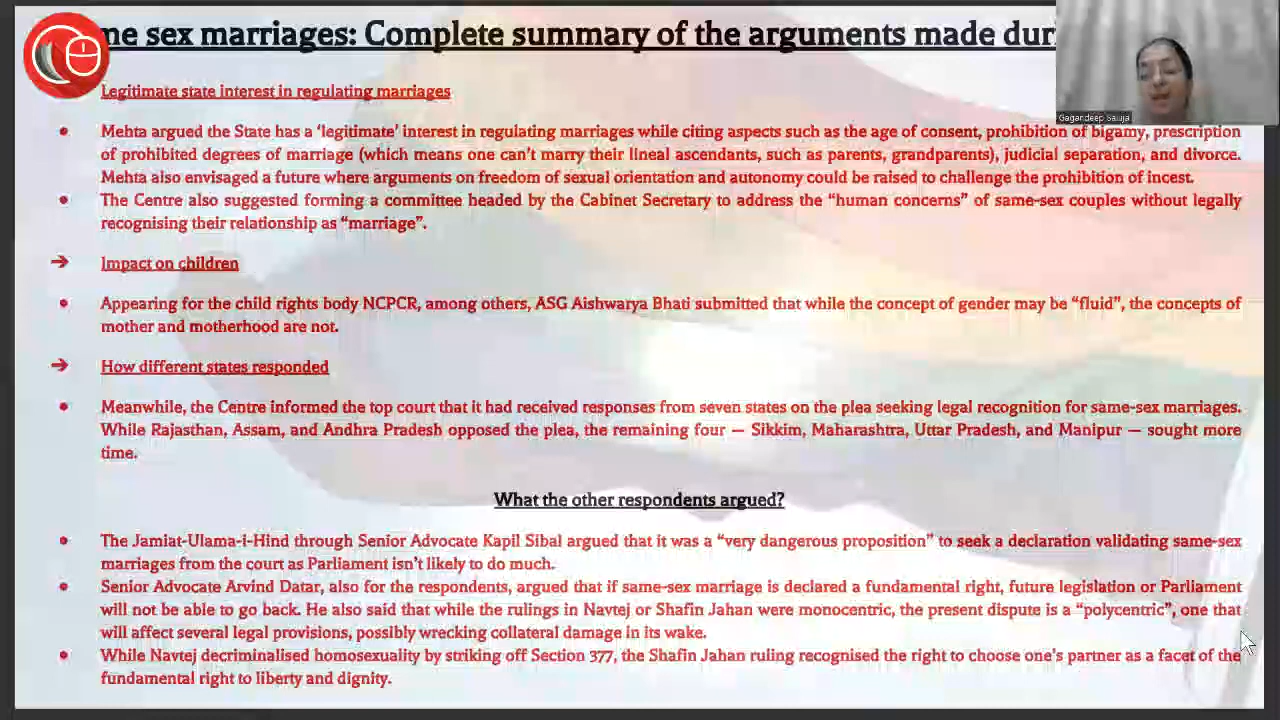 me sex marriages: Complete summary of the arguments made duri
Gagandeep Saluja
Legitimate state interest in regulating marriages
● Mehta argued the State has a ‘legitimate’ interest in regulating marriages while citing aspects such as the age of consent, prohibition of bigamy, prescription
of prohibited degrees of marriage (which means one can’t marry their lineal ascendants, such as parents, grandparents), judicial separation, and divorce.
Mehta also envisaged a future where arguments on freedom of sexual orientation and autonomy could be raised to challenge the prohibition of incest.
● The Centre also suggested forming a committee headed by the Cabinet Secretary to address the “human concerns” of same-sex couples without legally
recognising their relationship as “marriage”.
➔ Impact on children
● Appearing for the child rights body NCPCR, among others, ASG Aishwarya Bhati submitted that while the concept of gender may be “fluid”, the concepts of
mother and motherhood are not.
➔ How different states responded
● Meanwhile, the Centre informed the top court that it had received responses from seven states on the plea seeking legal recognition for same-sex marriages.
While Rajasthan, Assam, and Andhra Pradesh opposed the plea, the remaining four — Sikkim, Maharashtra, Uttar Pradesh, and Manipur — sought more
time.
What the other respondents argued?
● The Jamiat-Ulama-i-Hind through Senior Advocate Kapil Sibal argued that it was a “very dangerous proposition” to seek a declaration validating same-sex
marriages from the court as Parliament isn’t likely to do much.
● Senior Advocate Arvind Datar, also for the respondents, argued that if same-sex marriage is declared a fundamental right, future legislation or Parliament
will not be able to go back. He also said that while the rulings in Navtej or Shafin Jahan were monocentric, the present dispute is a “polycentric”, one that
will affect several legal provisions, possibly wrecking collateral damage in its wake.
● While Navtej decriminalised homosexuality by striking off Section 377, the Shafin Jahan ruling recognised the right to choose one’s partner as a facet of the
fundamental right to liberty and dignity.